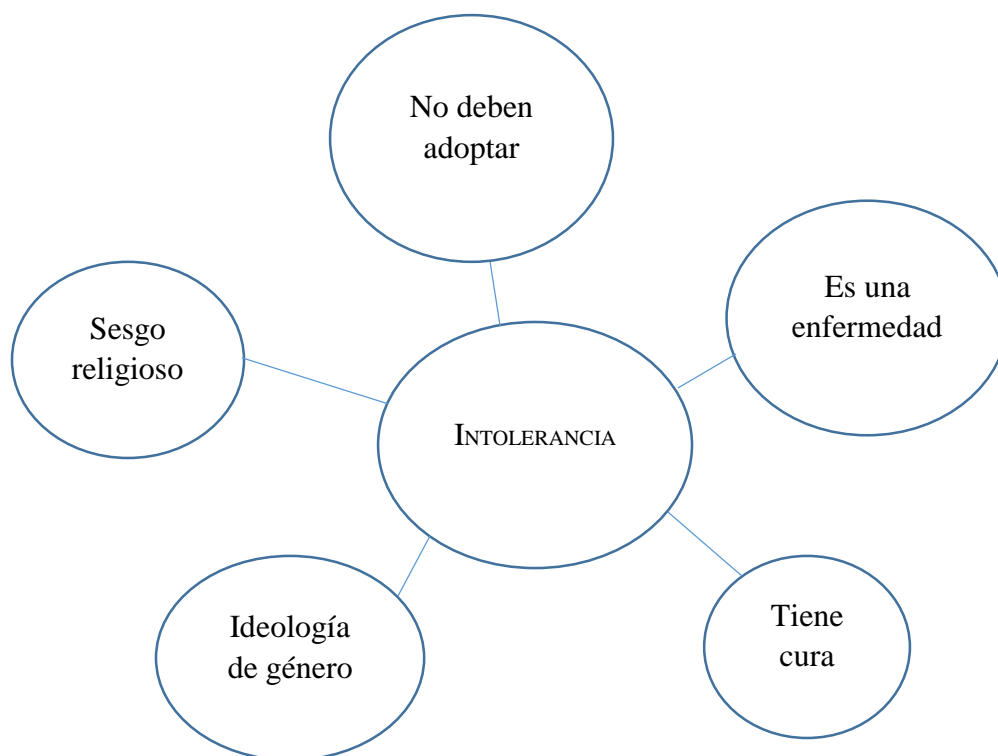 No deben
adoptar
Es una
enfermedad
Sesgo
religioso
INTOLERANCIA
Ideología
de género
Tiene
cura